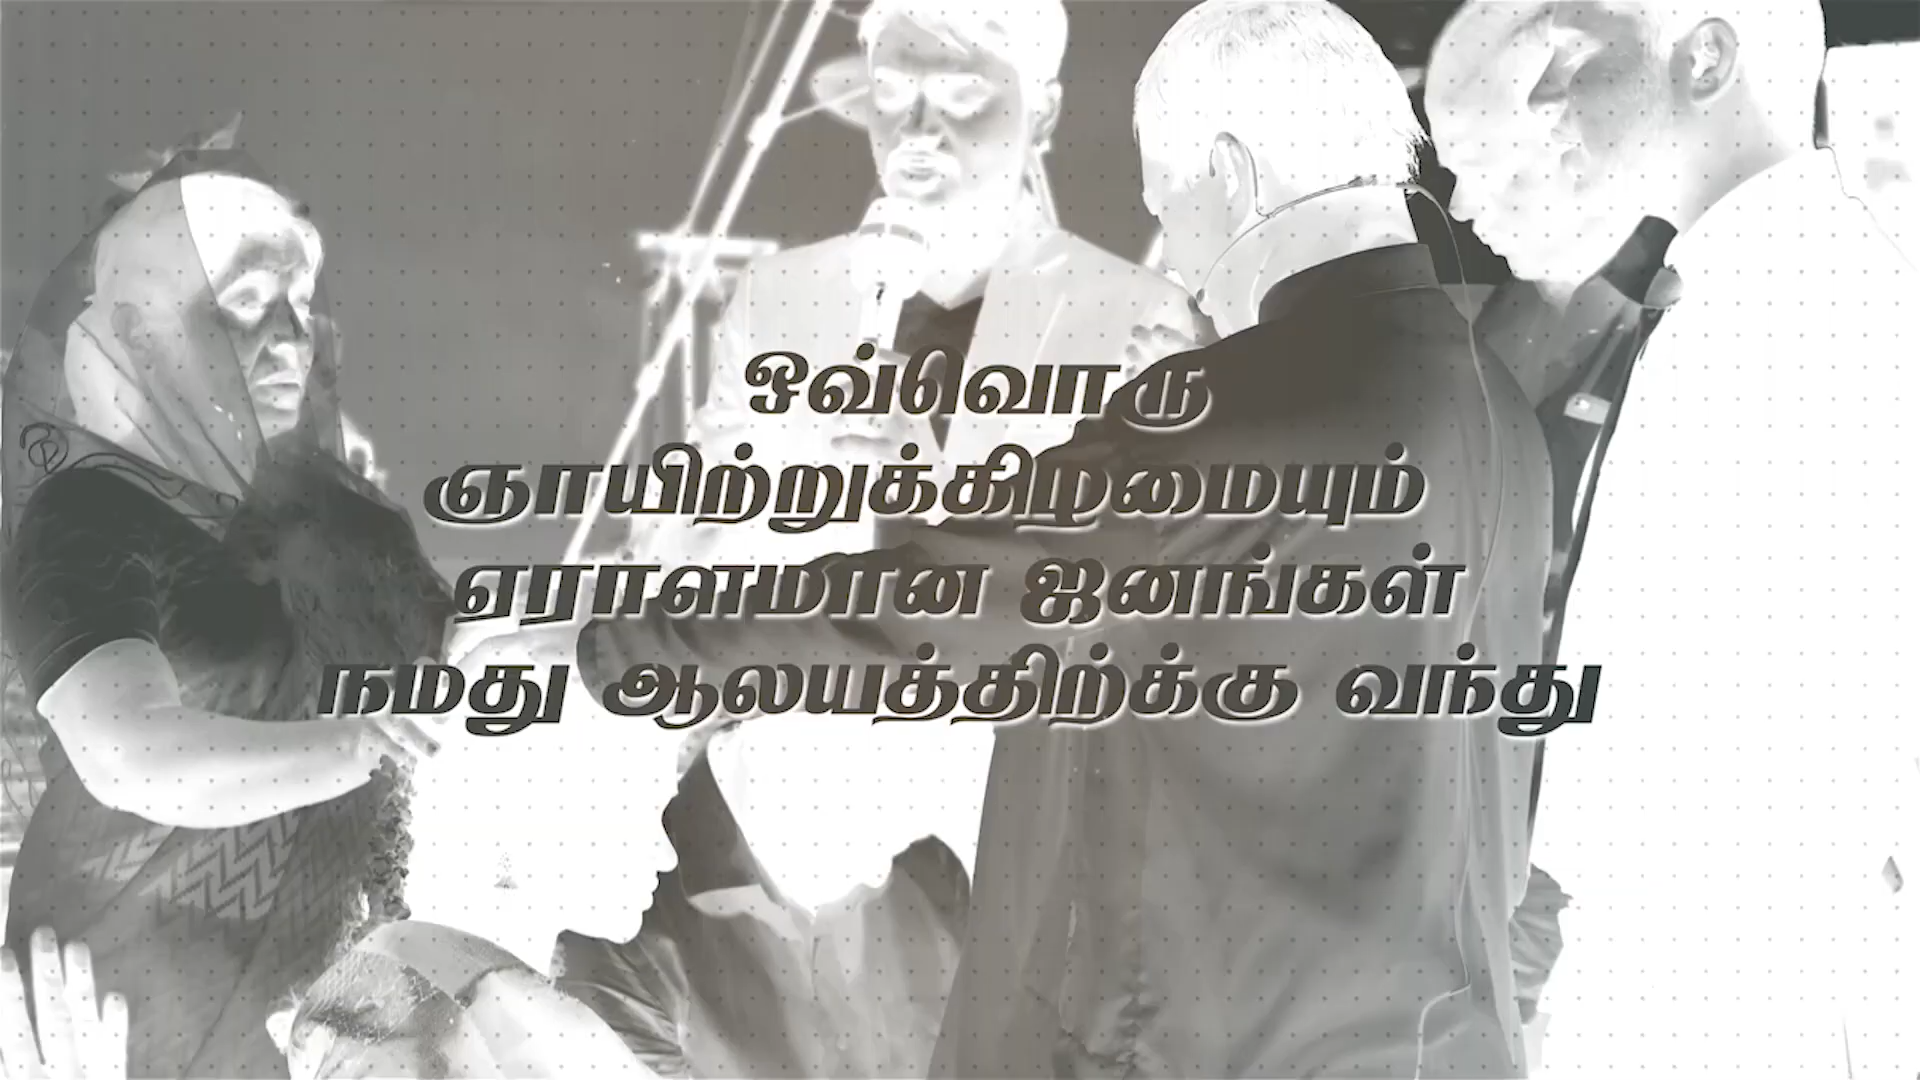 ஒவ்வொரு
ஞாயிற்றுக்கிழமையும்
ஏராளமான ஜனங்கள்
நமது ஆலயத்திற்க்கு வந்து